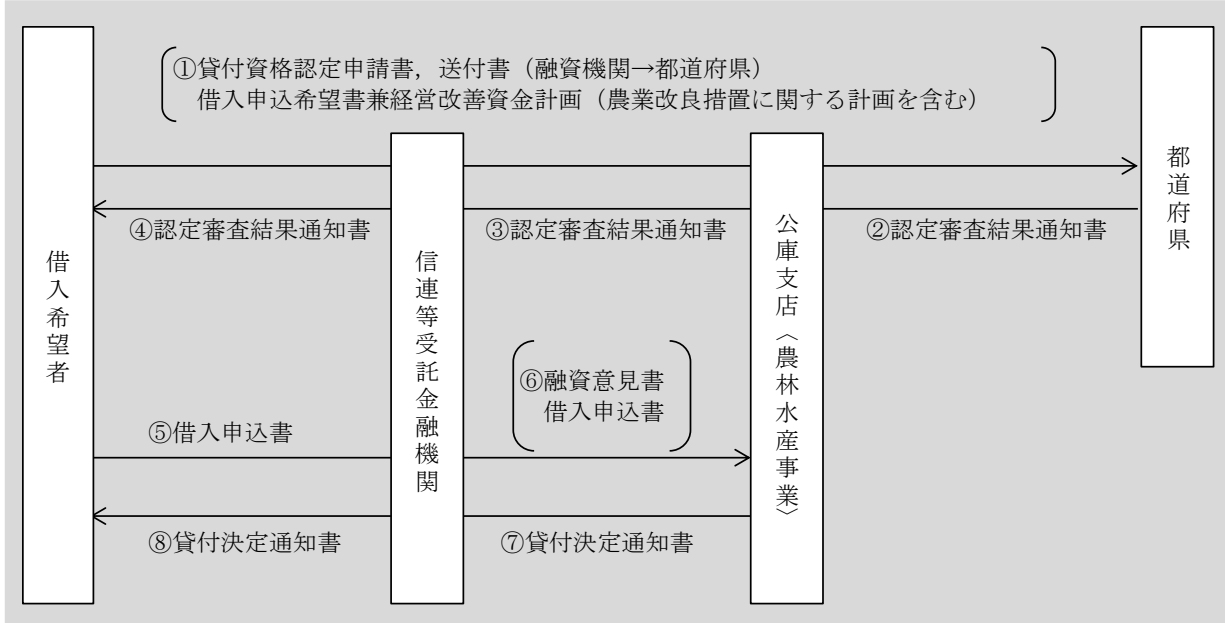 ①貸付資格認定申請書，送付書（融資機関→都道府県）
借入申込希望書兼経営改善資金計画（農業改良措置に関する計画を含む）
借入希望者
信連等受託金融機関
公庫支店〈農林水産事業〉
都道府県
④認定審査結果通知書
③認定審査結果通知書
②認定審査結果通知書
⑤借入申込書
⑥融資意見書
借入申込書
⑧貸付決定通知書
⑦貸付決定通知書